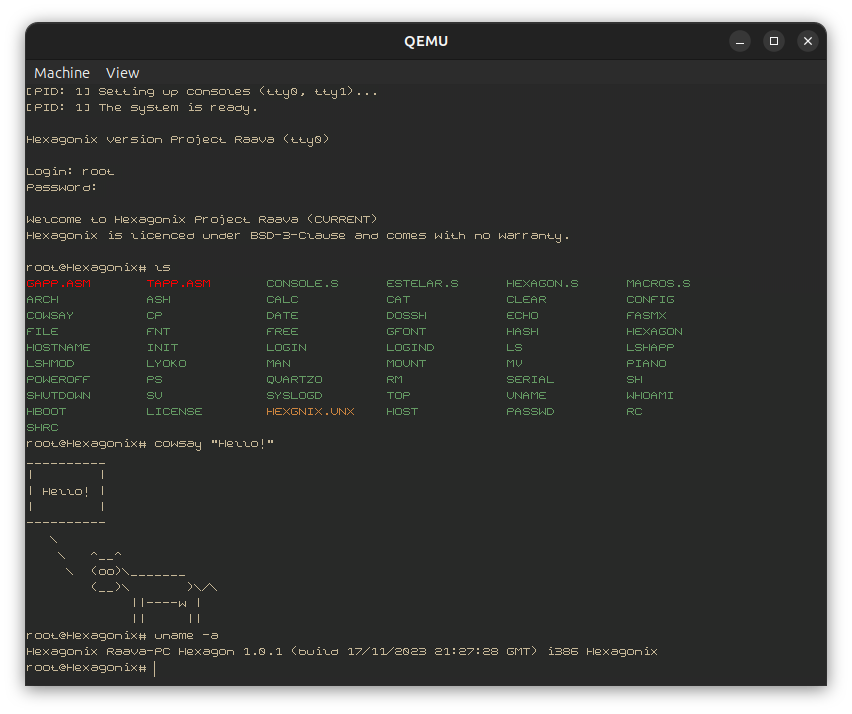 QEMU
Machine View
[PID: 1] Setting up consoles (tty0, tty1)...
[PID: 1] The system is ready.
Hexagonix version Project Raava (tty0)
Login: root
Password:
Welcome to Hexagonix Project Raava (CURRENT)
Hexagonix is licenced under BSD-3-Clause and comes with no warranty.
root@Hexagonix# ls
GAPP.ASM TAPP.ASM CONSOLE.S ESTELAR.S HEXAGON.S MACROS.S
ARCH ASH CALC CAT CLEAR CONFIG
COWSAY CP DATE DOSSH ECHO FASMX
FILE FNT FREE GFONT HASH HEXAGON
HOSTNAME INIT LOGIN LOGIND LS LSHAPP
LSHMOD LYOKO MAN MOUNT MV PIANO
POWEROFF PS QUARTZO RM SERIAL SH
SHUTDOWN SU SYSLOGD TOP UNAME WHOAMI
HBOOT LICENSE HEXGNIX.UNX HOST PASSWD RC
SHRC
root@Hexagonix# cowsay "Hello!"
----------
|         |
| Hello! |
|         |
----------
   \
    \   ^__^
     \  (oo)\_______
        (__)\       )\/\
             ||----w |
             ||     ||
root@Hexagonix# uname -a
Hexagonix Raava-PC Hexagon 1.0.1 (build 17/11/2023 21:27:28 GMT) i386 Hexagonix
root@Hexagonix#